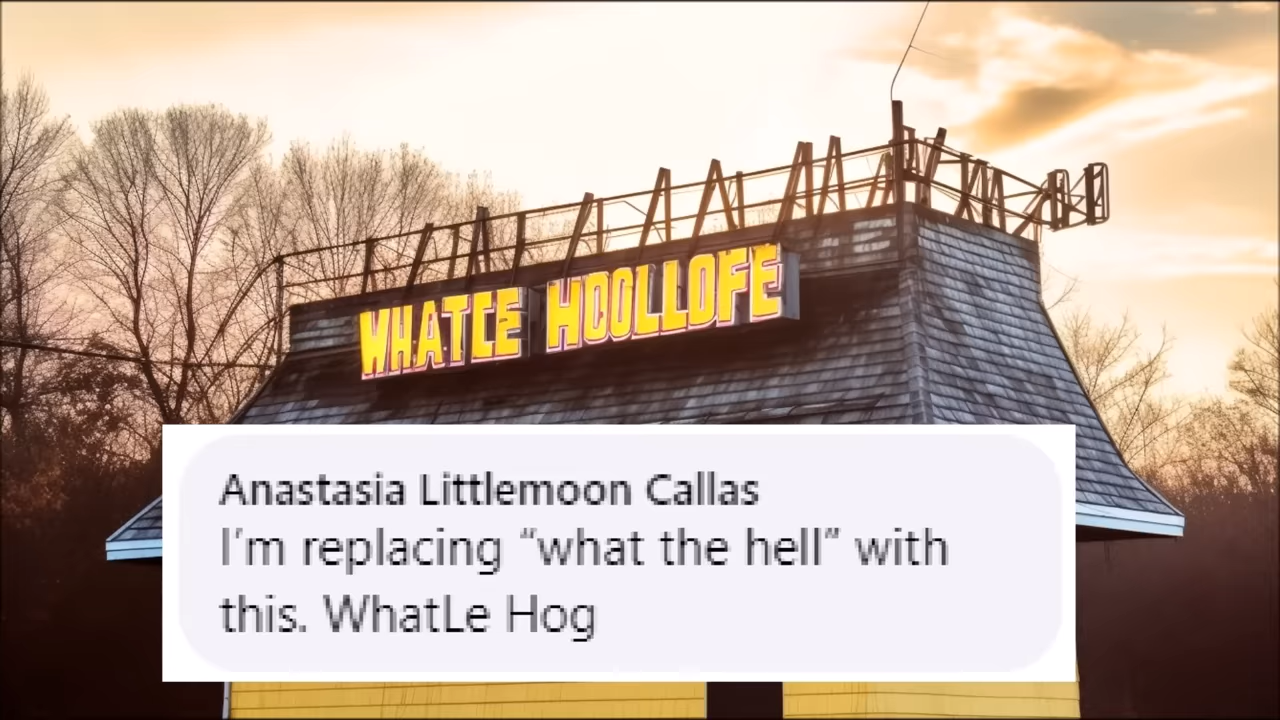 WHATCE HOOLLOFE
Anastasia Littlemoon Callas
I'm replacing “what the hell” with
this. WhatLe Hog